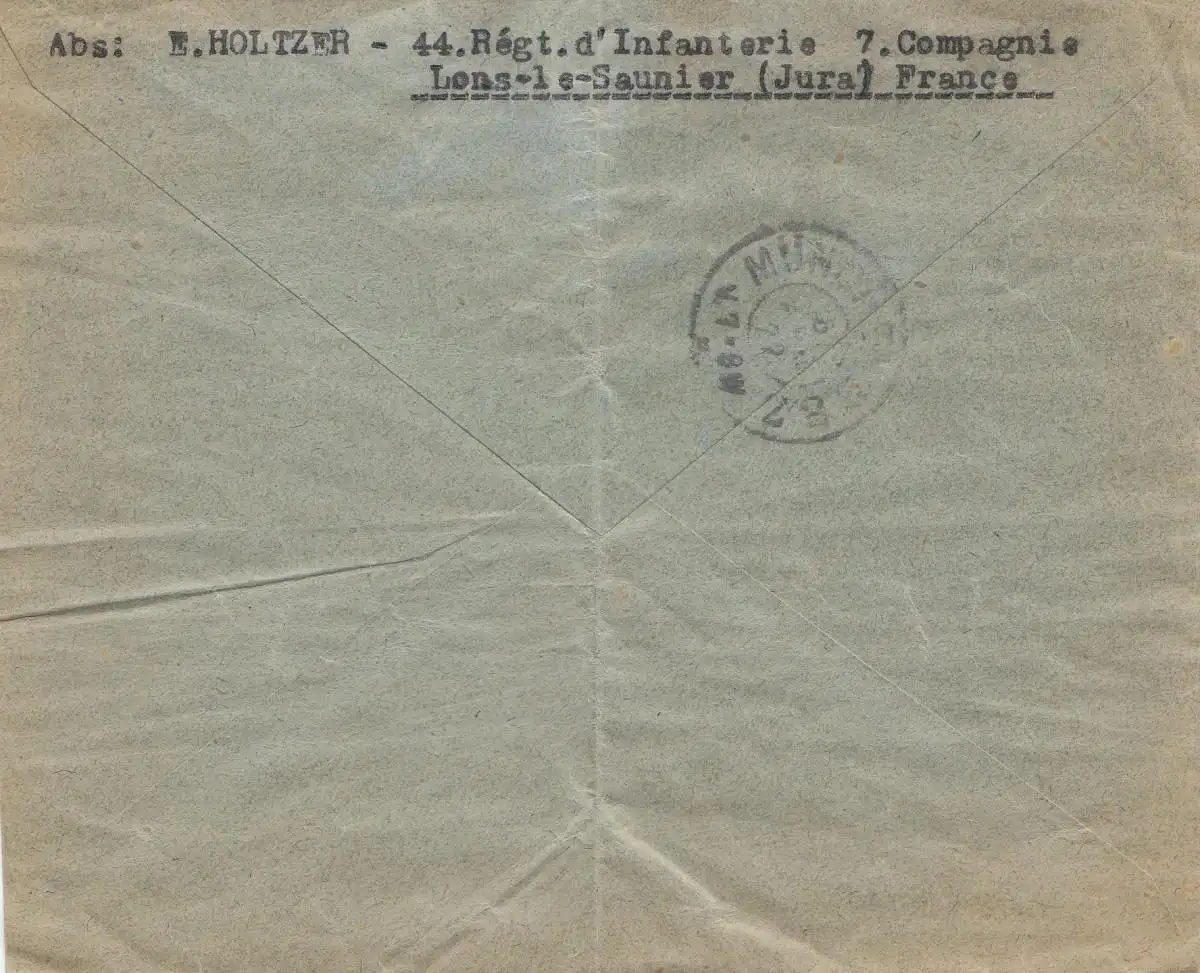 Abs: E.HOLTZER - 44.Régt.d'Infanterie 7.Compagnie
Lons-le-Saunier (Jura) France